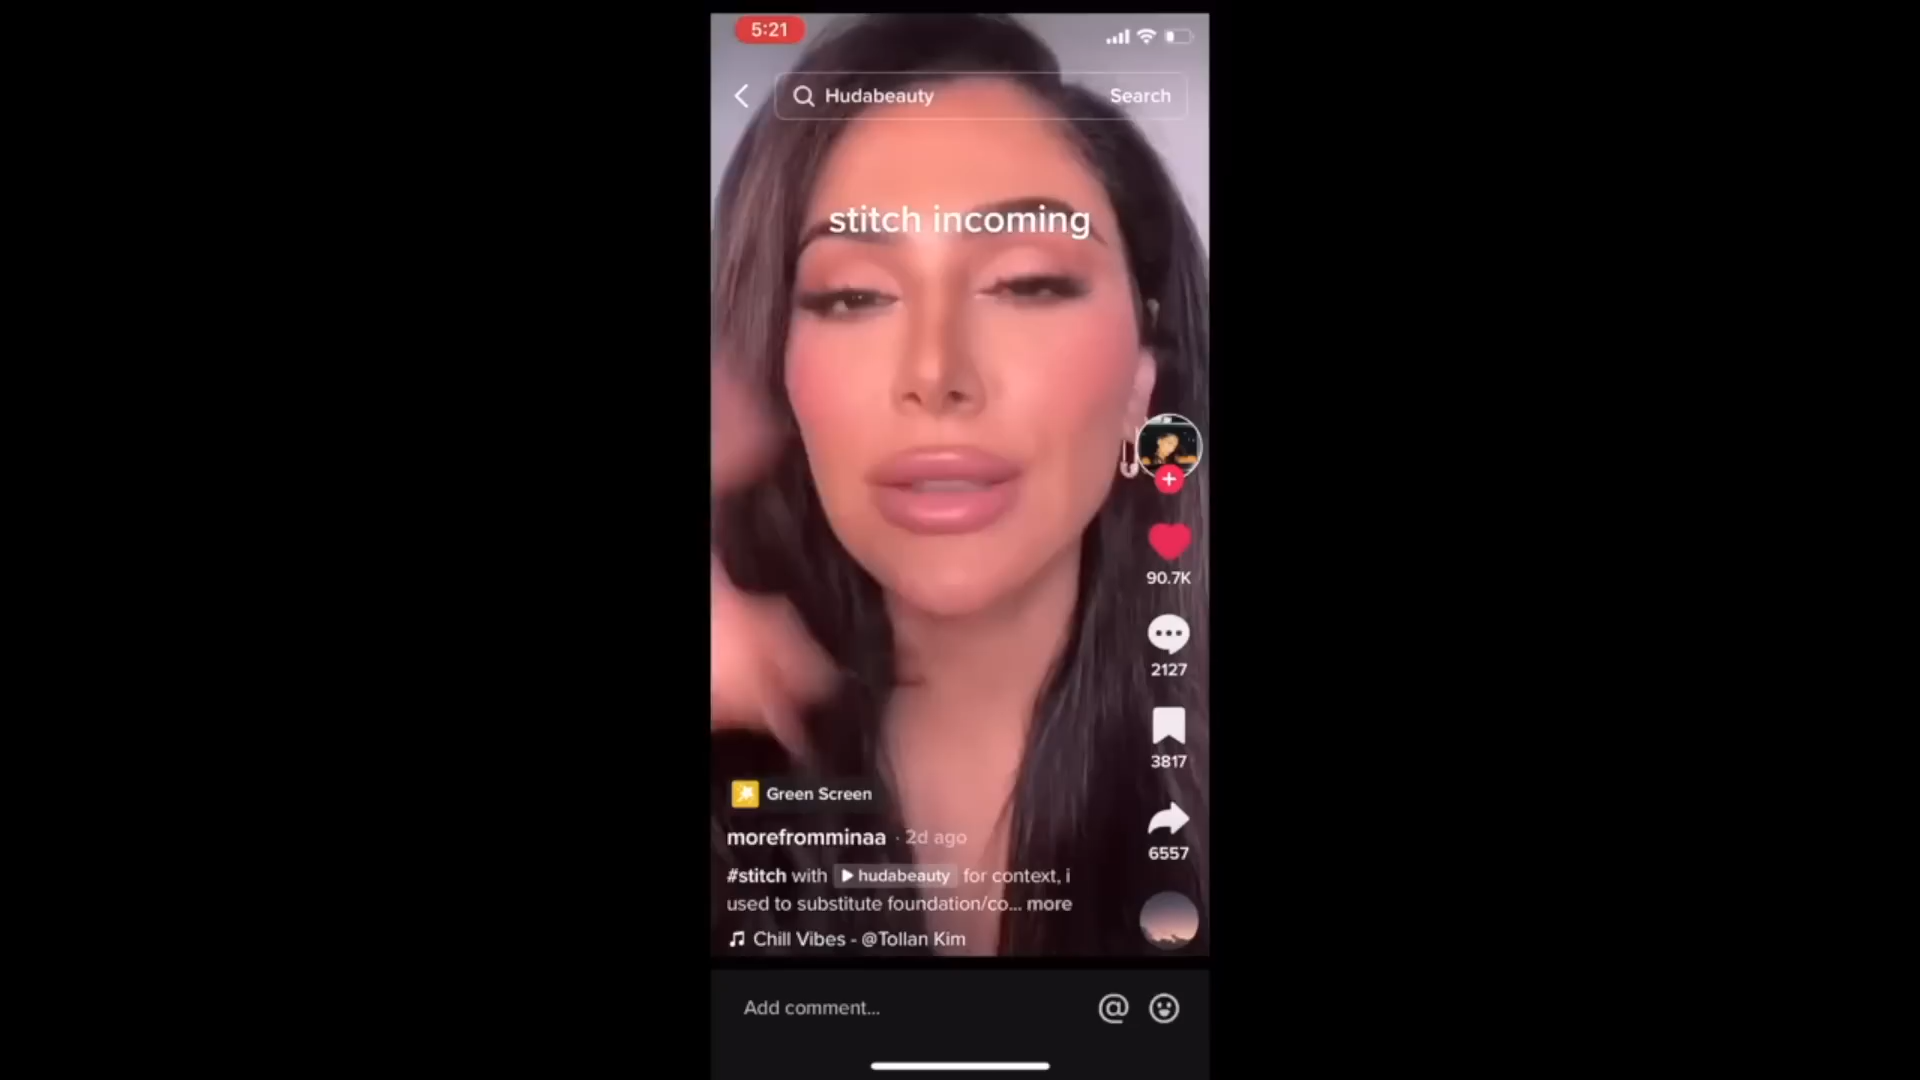 5:21
Hudabeauty Search
stitch incoming
90.7K
2127
3817
6557
Green Screen
morefromminaa · 2d ago
#stitch with hudabeauty for context, i
used to substitute foundation/co... more
Chill Vibes - @Tollan Kim
Add comment...